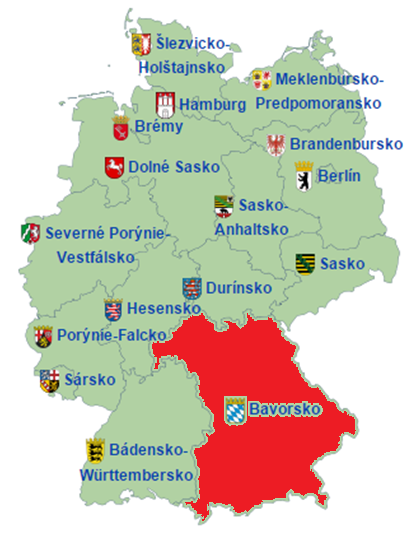 Šlezvicko-
Holštajnsko
Meklenbursko-
Predpomoransko
Hamburg
Brémy
Brandenbursko
Dolné Sasko
Berlín
Sasko-
Anhaltsko
Severné Porýnie-
Vestfálsko
Sasko
Durínsko
Hesensko
Porýnie-Falcko
Sársko
Bavorsko
Bádensko-
Württembersko